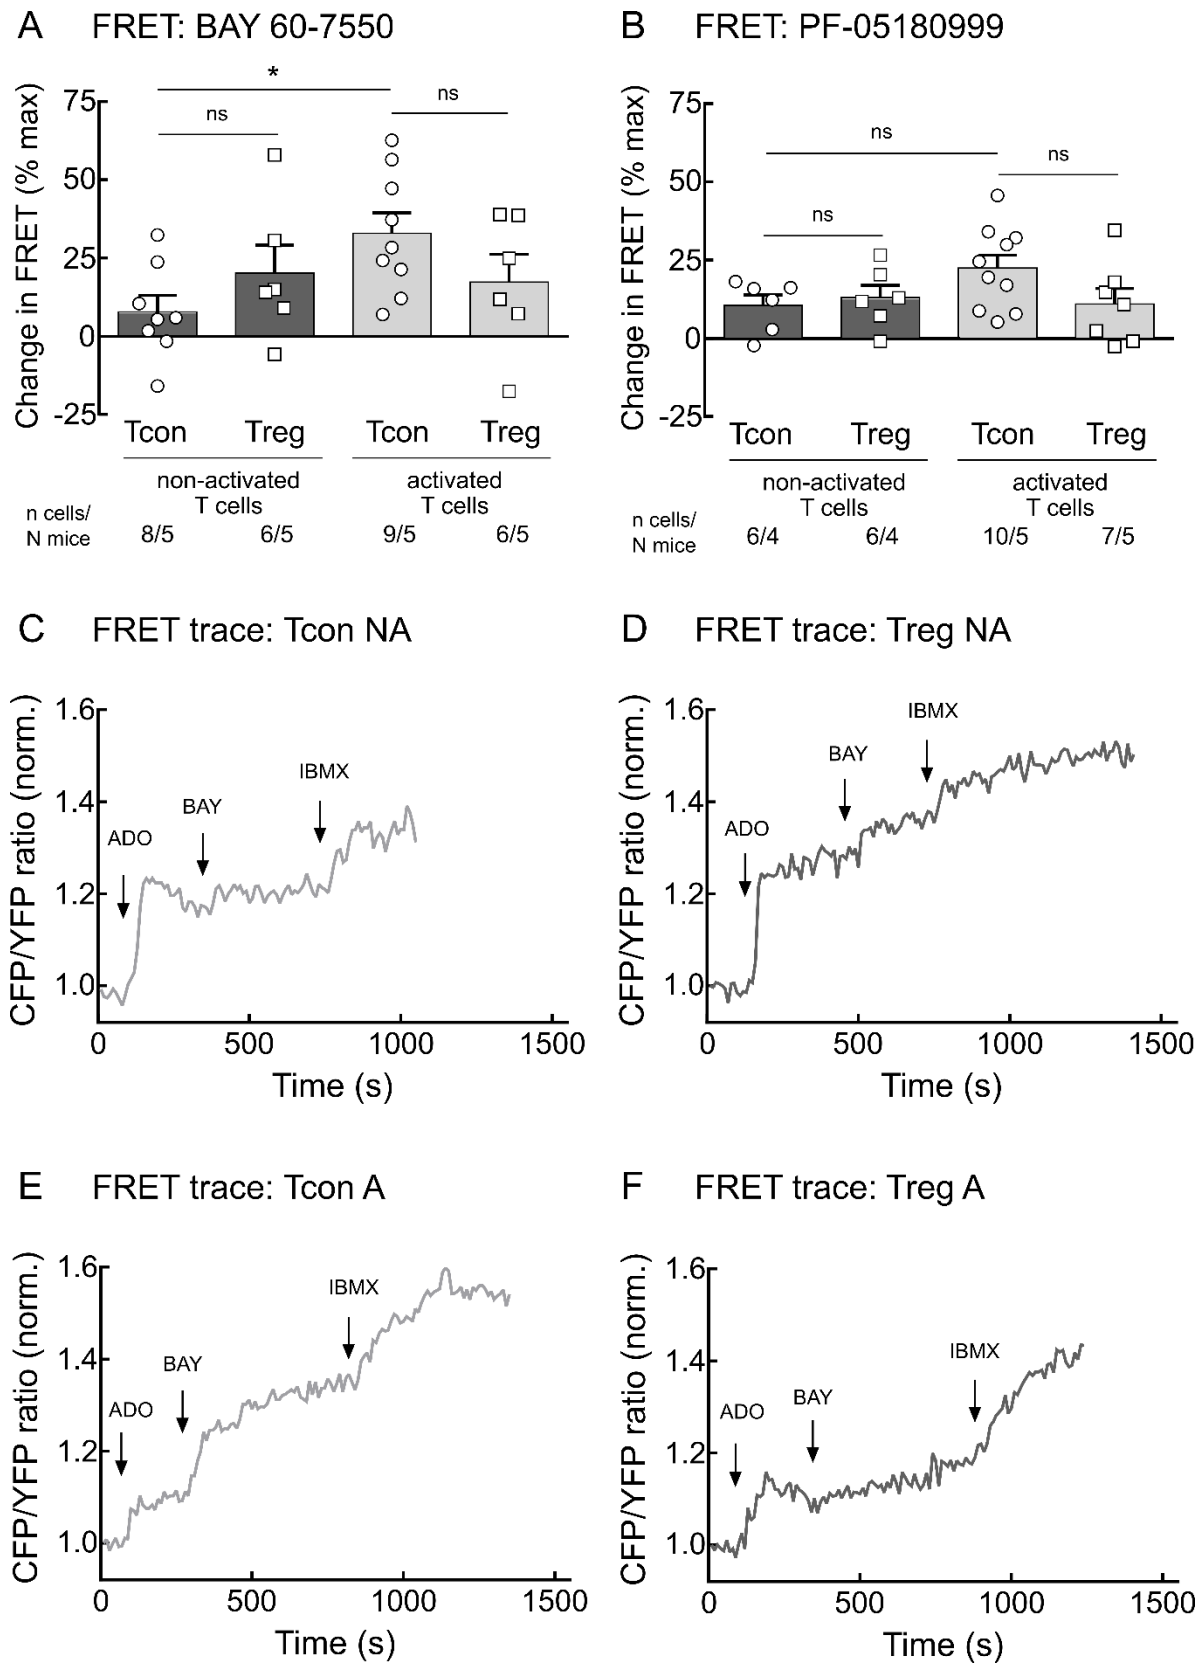 A FRET: BAY 60-7550
Change in FRET (% max)
75
50
25
0
-25
*
ns
ns
Tcon Treg Tcon Treg
non-activated
T cells
activated
T cells
n cells/
N mice
8/5 6/5 9/5 6/5
B FRET: PF-05180999
Change in FRET (% max)
75
50
25
0
-25
ns
ns
ns
Tcon Treg Tcon Treg
non-activated
T cells
activated
T cells
n cells/
N mice
6/4 6/4 10/5 7/5
C FRET trace: Tcon NA
CFP/YFP ratio (norm.)
1.6
1.4
1.2
1.0
ADO
BAY
IBMX
0 500 1000 1500
Time (s)
D FRET trace: Treg NA
CFP/YFP ratio (norm.)
1.6
1.4
1.2
1.0
ADO
BAY
IBMX
0 500 1000 1500
Time (s)
E FRET trace: Tcon A
CFP/YFP ratio (norm.)
1.6
1.4
1.2
1.0
ADO
BAY
IBMX
0 500 1000 1500
Time (s)
F FRET trace: Treg A
CFP/YFP ratio (norm.)
1.6
1.4
1.2
1.0
ADO
BAY
IBMX
0 500 1000 1500
Time (s)